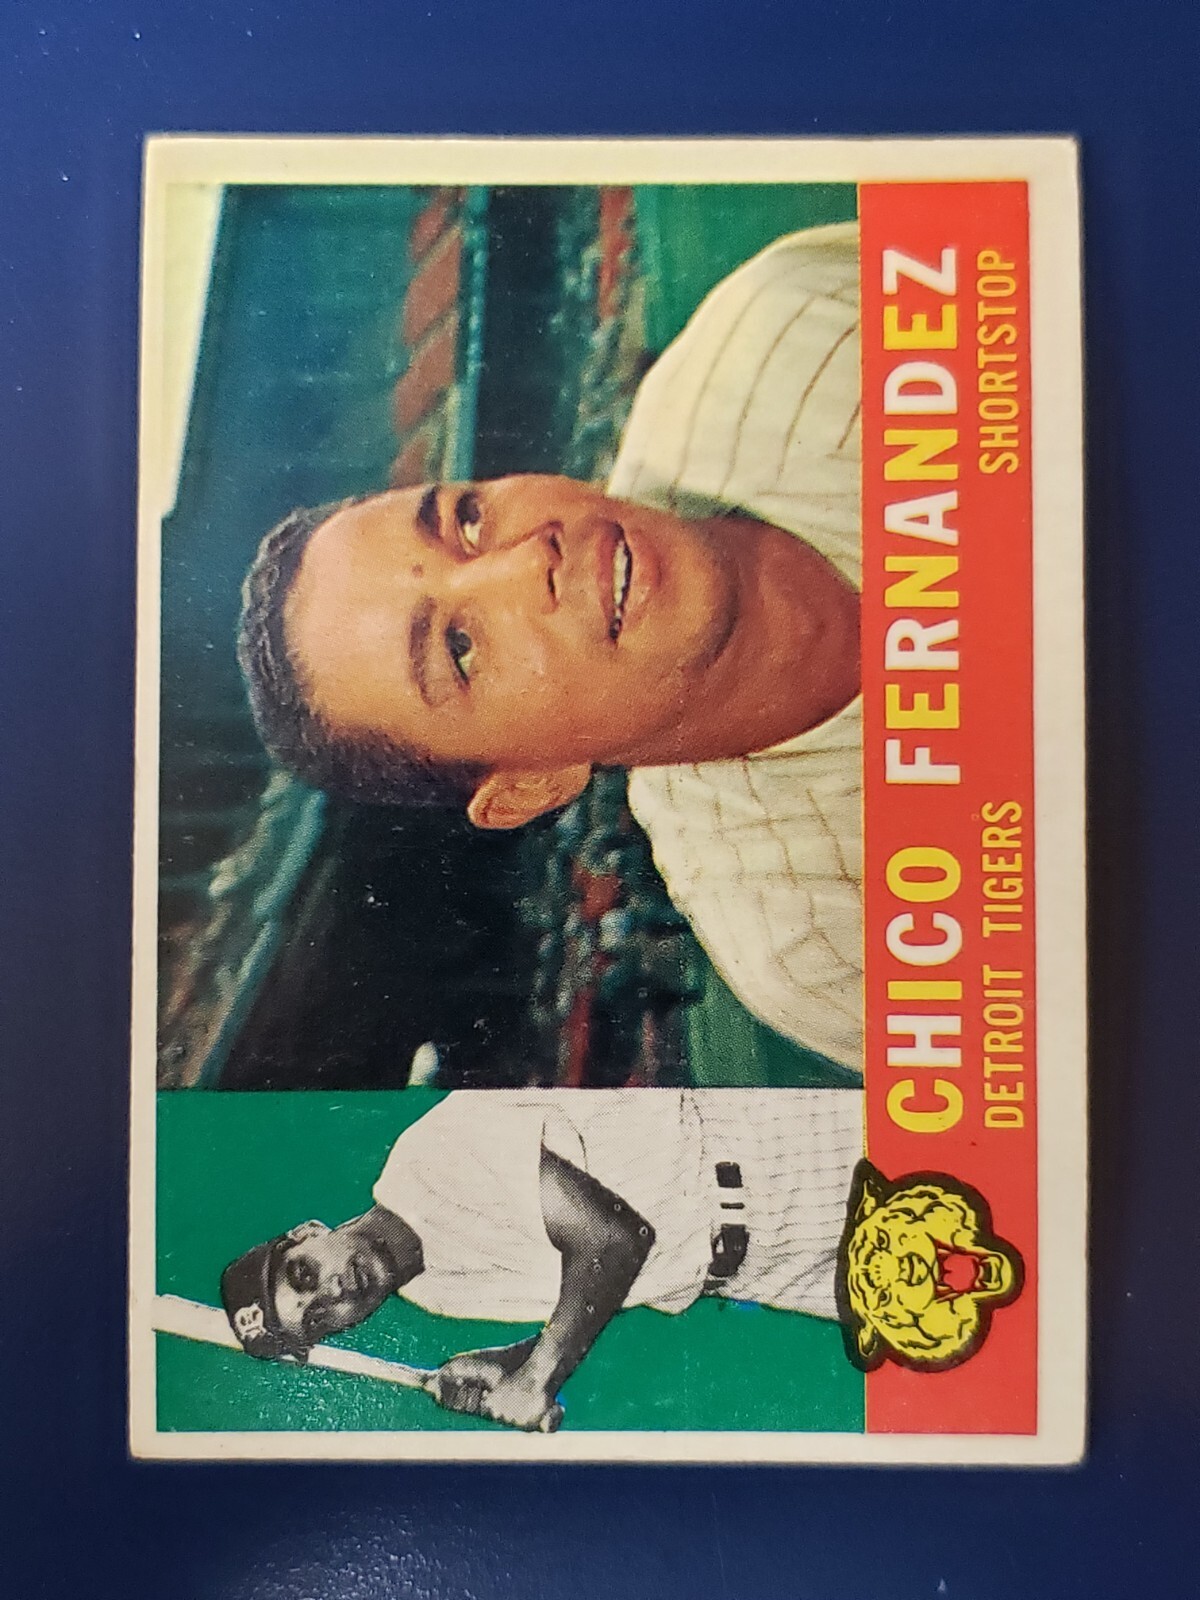 CHICO FERNANDEZ
DETROIT TIGERS SHORTSTOP